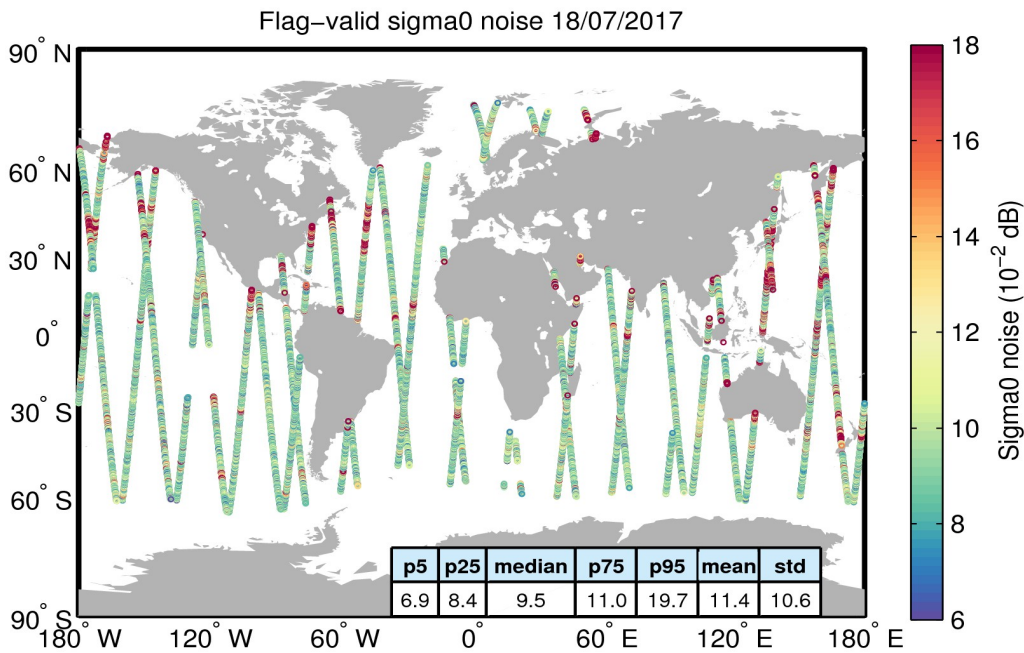 Flag−valid sigma0 noise 18/07/2017
90° N
60° N
30° N
0°
30° S
60° S
90° S
180° W
120° W
60° W
0°
60° E
120° E
180° E
p5 p25 median p75 p95 mean std
6.9 8.4 9.5 11.0 19.7 11.4 10.6
18
16
14
12
10
8
6
Sigma0 noise (10⁻² dB)